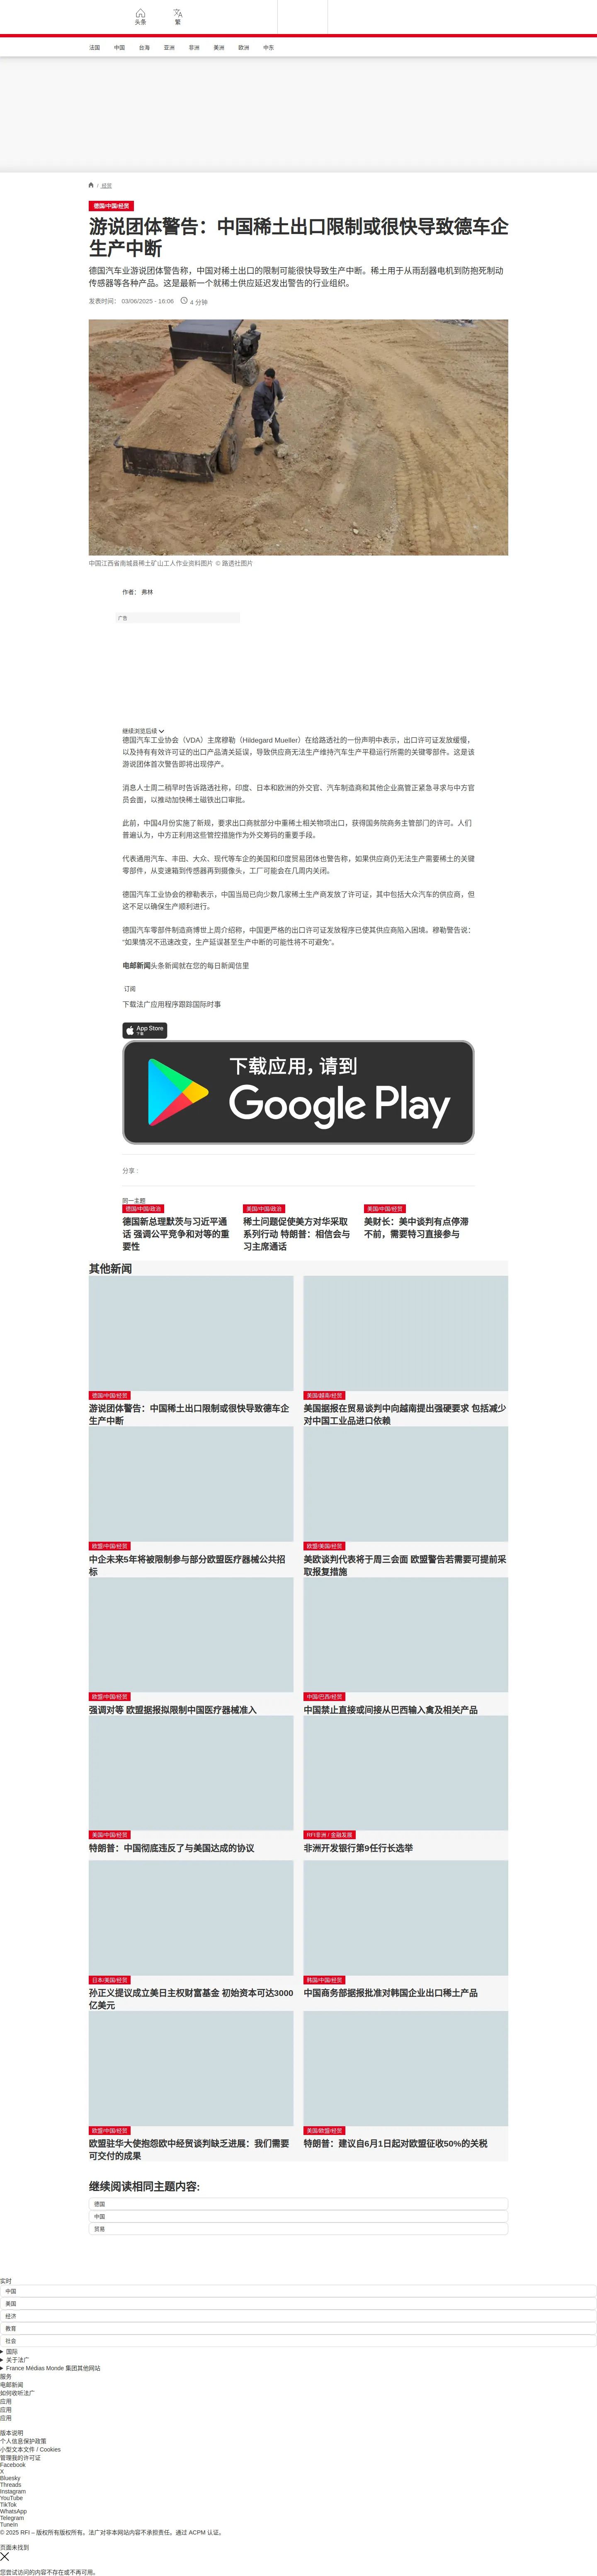 头条
繁
法国 中国 台海 亚洲 非洲 美洲 欧洲 中东
/ 经贸
德国/中国/经贸
游说团体警告：中国稀土出口限制或很快导致德车企
生产中断
德国汽车业游说团体警告称，中国对稀土出口的限制可能很快导致生产中断。稀土用于从雨刮器电机到防抱死制动
传感器等各种产品。这是最新一个就稀土供应延迟发出警告的行业组织。
发表时间： 03/06/2025 - 16:06 4 分钟
中国江西省南城县稀土矿山工人作业资料图片 © 路透社图片
作者： 弗林
广告
继续浏览后续
德国汽车工业协会（VDA）主席穆勒（Hildegard Mueller）在给路透社的一份声明中表示，出口许可证发放缓慢，
以及持有有效许可证的出口产品清关延误，导致供应商无法生产维持汽车生产平稳运行所需的关键零部件。这是该
游说团体首次警告即将出现停产。
消息人士周二稍早时告诉路透社称，印度、日本和欧洲的外交官、汽车制造商和其他企业高管正紧急寻求与中方官
员会面，以推动加快稀土磁铁出口审批。
此前，中国4月份实施了新规，要求出口商就部分中重稀土相关物项出口，获得国务院商务主管部门的许可。人们
普遍认为，中方正利用这些管控措施作为外交筹码的重要手段。
代表通用汽车、丰田、大众、现代等车企的美国和印度贸易团体也警告称，如果供应商仍无法生产需要稀土的关键
零部件，从变速箱到传感器再到摄像头，工厂可能会在几周内关闭。
德国汽车工业协会的穆勒表示，中国当局已向少数几家稀土生产商发放了许可证，其中包括大众汽车的供应商，但
这不足以确保生产顺利进行。
德国汽车零部件制造商博世上周介绍称，中国更严格的出口许可证发放程序已使其供应商陷入困境。穆勒警告说：
“如果情况不迅速改变，生产延误甚至生产中断的可能性将不可避免”。
电邮新闻头条新闻就在您的每日新闻信里
订阅
下载法广应用程序跟踪国际时事
App Store
下载
下载应用，请到
Google Play
分享 :
同一主题
德国/中国/政治
德国新总理默茨与习近平通
话 强调公平竞争和对等的重
要性
美国/中国/政治
稀土问题促使美方对华采取
系列行动 特朗普：相信会与
习主席通话
美国/中国/经贸
美财长：美中谈判有点停滞
不前，需要特习直接参与
其他新闻
德国/中国/经贸
游说团体警告：中国稀土出口限制或很快导致德车企
生产中断
美国/越南/经贸
美国据报在贸易谈判中向越南提出强硬要求 包括减少
对中国工业品进口依赖
欧盟/中国/经贸
中企未来5年将被限制参与部分欧盟医疗器械公共招
标
欧盟/美国/经贸
美欧谈判代表将于周三会面 欧盟警告若需要可提前采
取报复措施
欧盟/中国/经贸
强调对等 欧盟据报拟限制中国医疗器械准入
中国/巴西/经贸
中国禁止直接或间接从巴西输入禽及相关产品
美国/中国/经贸
特朗普：中国彻底违反了与美国达成的协议
RFI非洲 / 金融发展
非洲开发银行第9任行长选举
日本/美国/经贸
孙正义提议成立美日主权财富基金 初始资本可达3000
亿美元
韩国/中国/经贸
中国商务部据报批准对韩国企业出口稀土产品
欧盟/中国/经贸
欧盟驻华大使抱怨欧中经贸谈判缺乏进展：我们需要
可交付的成果
美国/欧盟/经贸
特朗普：建议自6月1日起对欧盟征收50%的关税
继续阅读相同主题内容:
德国
中国
贸易
实时
中国
美国
经济
教育
社会
国际
关于法广
France Médias Monde 集团其他网站
服务
电邮新闻
如何收听法广
应用
应用
应用
版本说明
个人信息保护政策
小型文本文件 / Cookies
管理我的许可证
Facebook
X
Bluesky
Threads
Instagram
YouTube
TikTok
WhatsApp
Telegram
TuneIn
© 2025 RFI – 版权所有版权所有。法广对非本网站内容不承担责任。通过 ACPM 认证。
页面未找到
您尝试访问的内容不存在或不再可用。